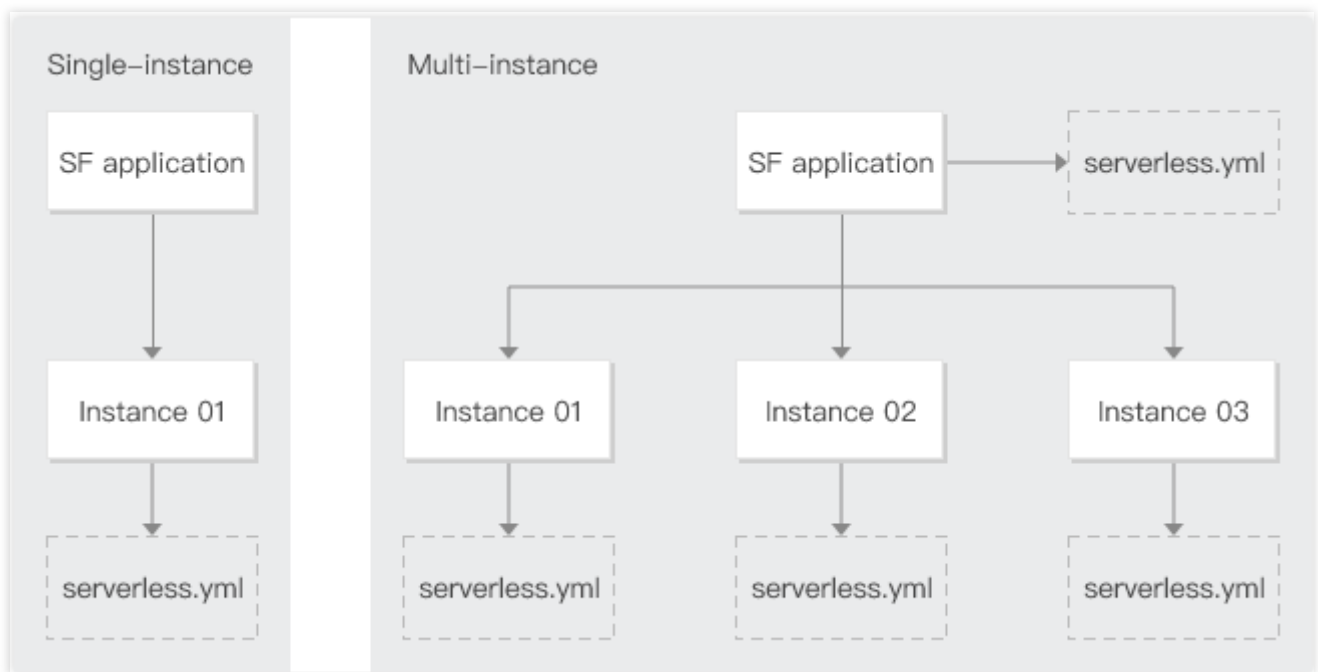 Single-instance
SF application
Instance 01
serverless.yml
Multi-instance
SF application
serverless.yml
Instance 01
Instance 02
Instance 03
serverless.yml
serverless.yml
serverless.yml